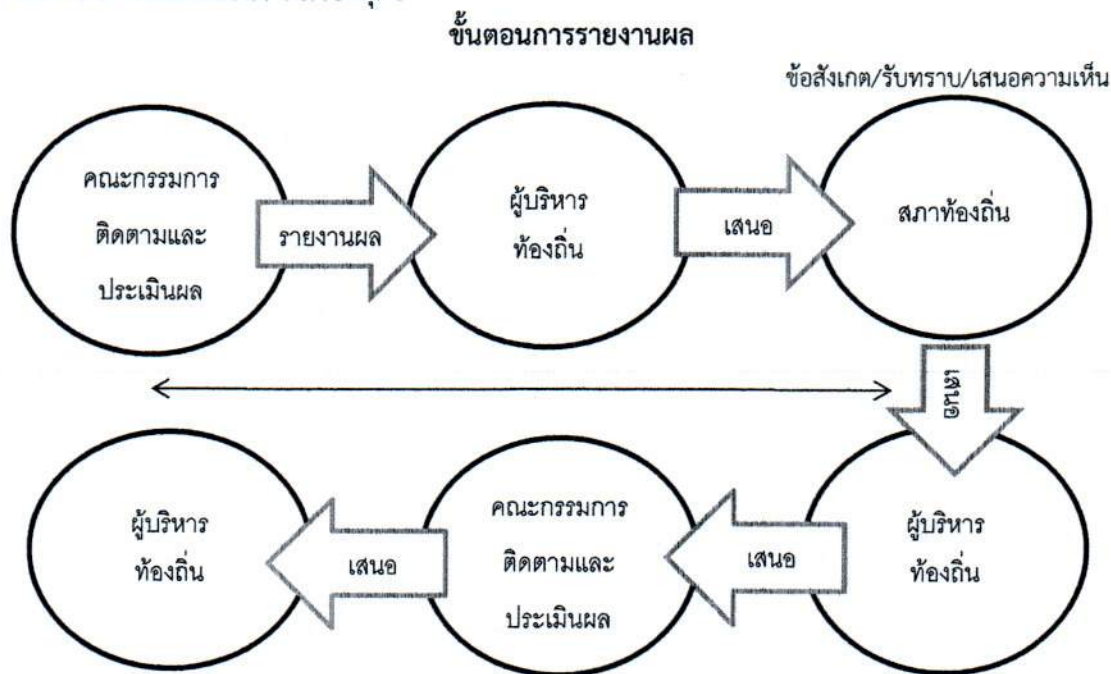 ขั้นตอนการรายงานผล
ข้อสังเกต/รับทราบ/เสนอความเห็น
คณะกรรมการ
ติดตามและ
ประเมินผล
รายงานผล
ผู้บริหาร
ท้องถิ่น
เสนอ
สภาท้องถิ่น
เสนอ
ผู้บริหาร
ท้องถิ่น
เสนอ
คณะกรรมการ
ติดตามและ
ประเมินผล
เสนอ
ผู้บริหาร
ท้องถิ่น